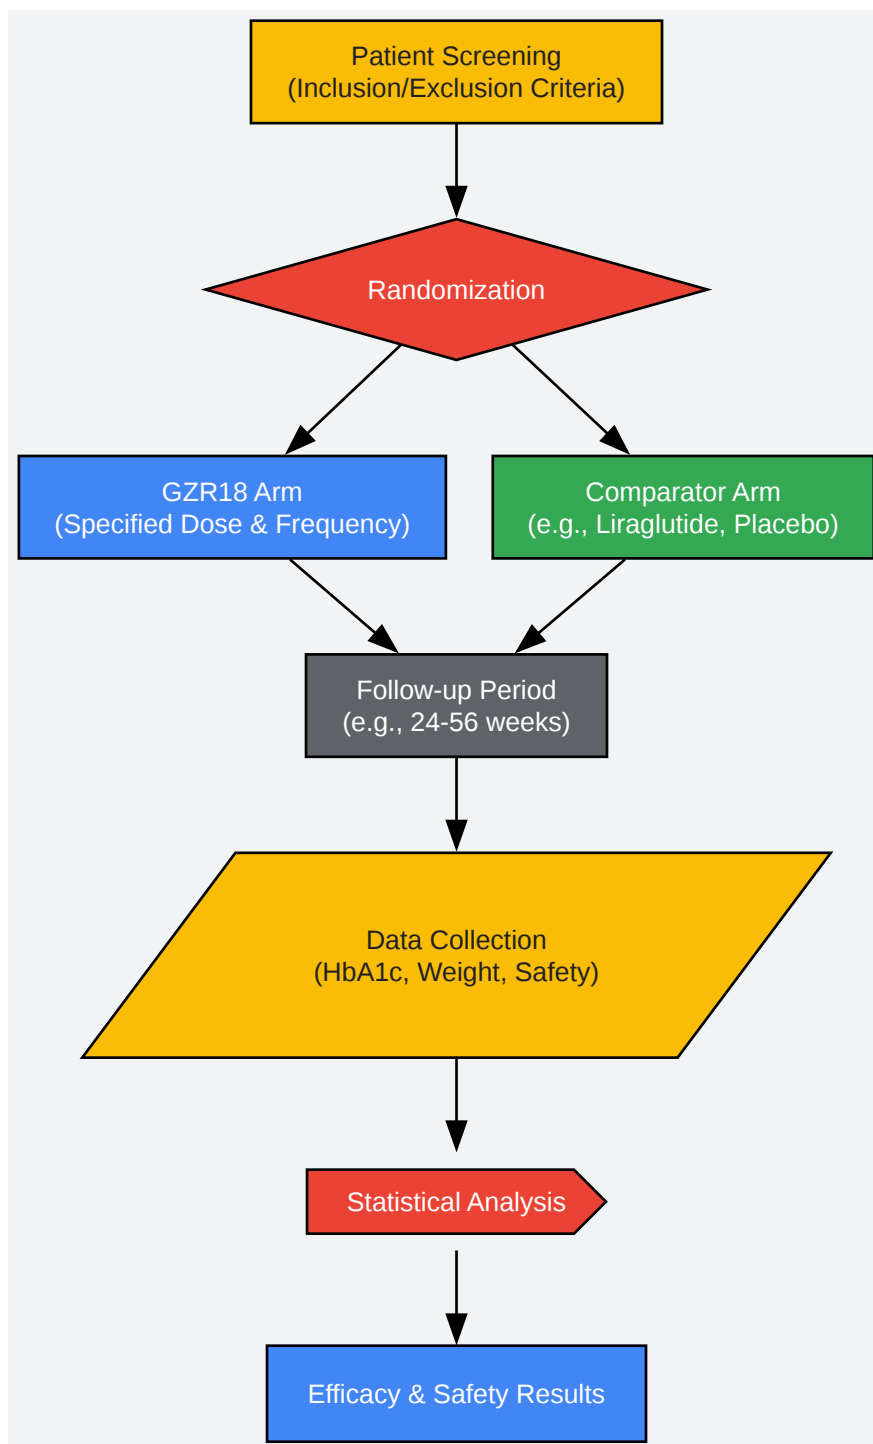 Patient Screening
(Inclusion/Exclusion Criteria)
Randomization
GZR18 Arm
(Specified Dose & Frequency)
Comparator Arm
(e.g., Liraglutide, Placebo)
Follow-up Period
(e.g., 24-56 weeks)
Data Collection
(HbA1c, Weight, Safety)
Statistical Analysis
Efficacy & Safety Results